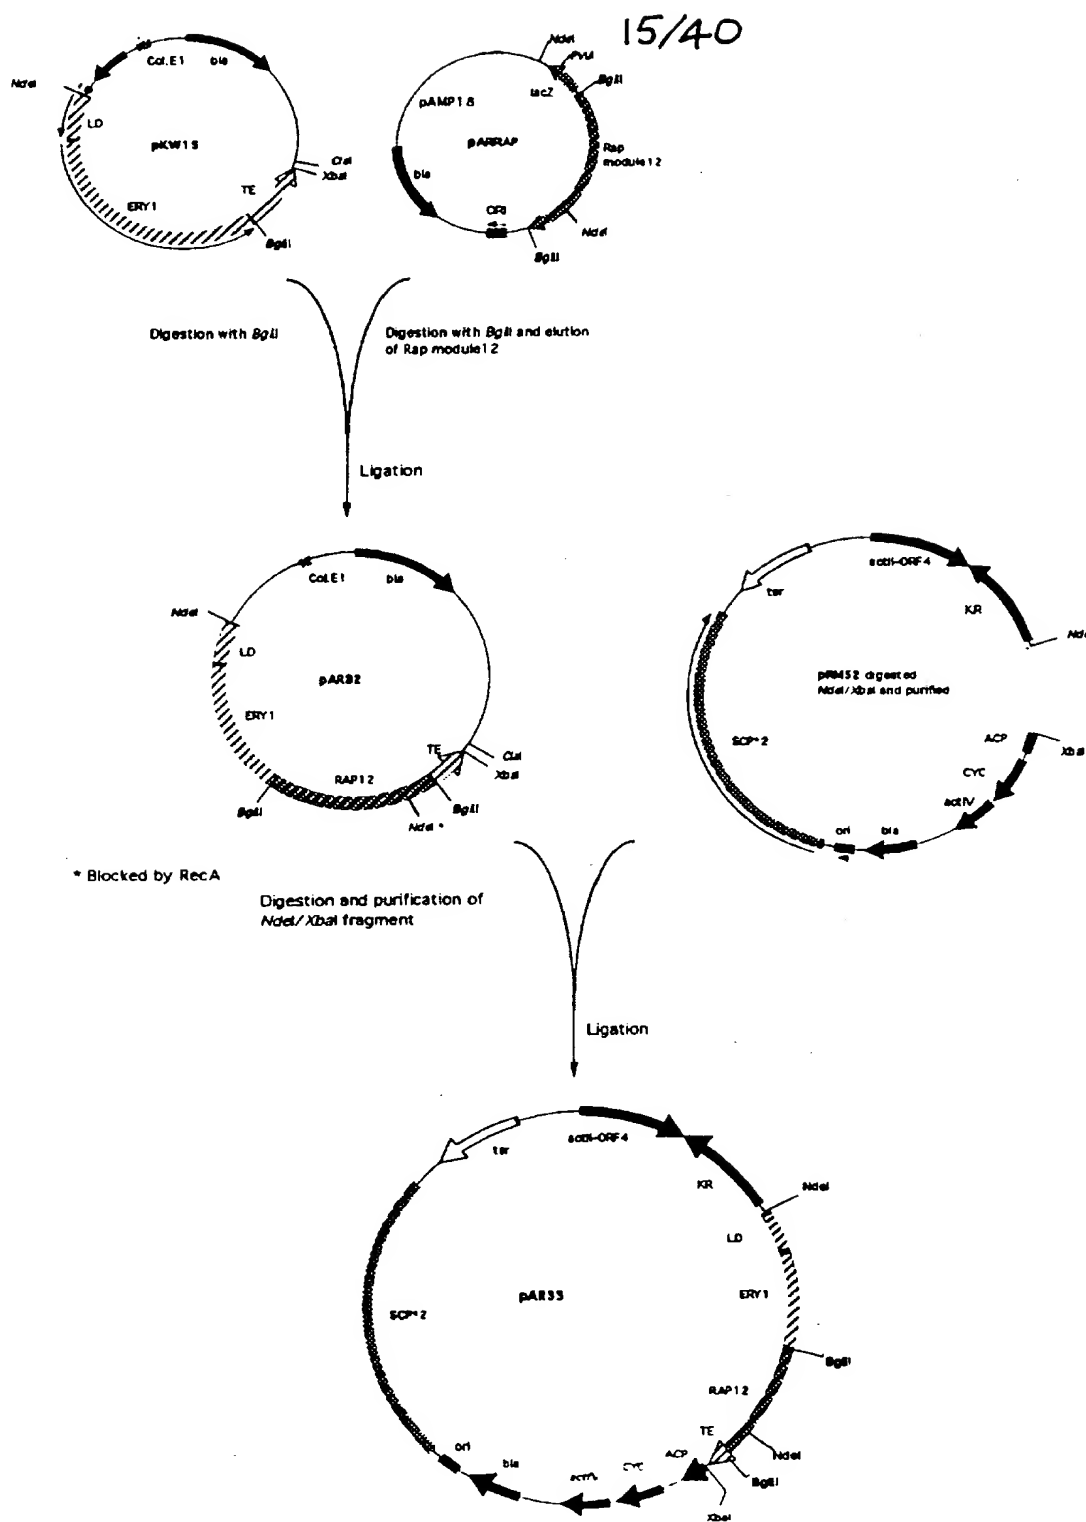 15/40
NdeI
Col.E1
bla
LD
pKW15
ERY1
TE
ClaI
XbaI
BglII
NdeI
PvuI
BglII
lacZ
pAMP18
pARRAP
Rap
module12
bla
ORI
NdeI
BglII
Digestion with BglII
Digestion with BglII and elution
of Rap module12
Ligation
Col.E1
bla
NdeI
LD
pAR32
ERY1
TE
ClaI
XbaI
RAP12
BglII
BglII
NdeI *
* Blocked by RecA
actII-ORF4
tsr
KR
NdeI
pRM52 digested
NdeI/XbaI and purified
SCP*2
ACP
XbaI
CYC
actIV
ori
bla
Digestion and purification of
NdeI/XbaI fragment
Ligation
tsr
actII-ORF4
KR
NdeI
LD
pAR33
ERY1
SCP*2
BglII
RAP12
TE
NdeI
ACP
BglII
ori
bla
CYC
XbaI